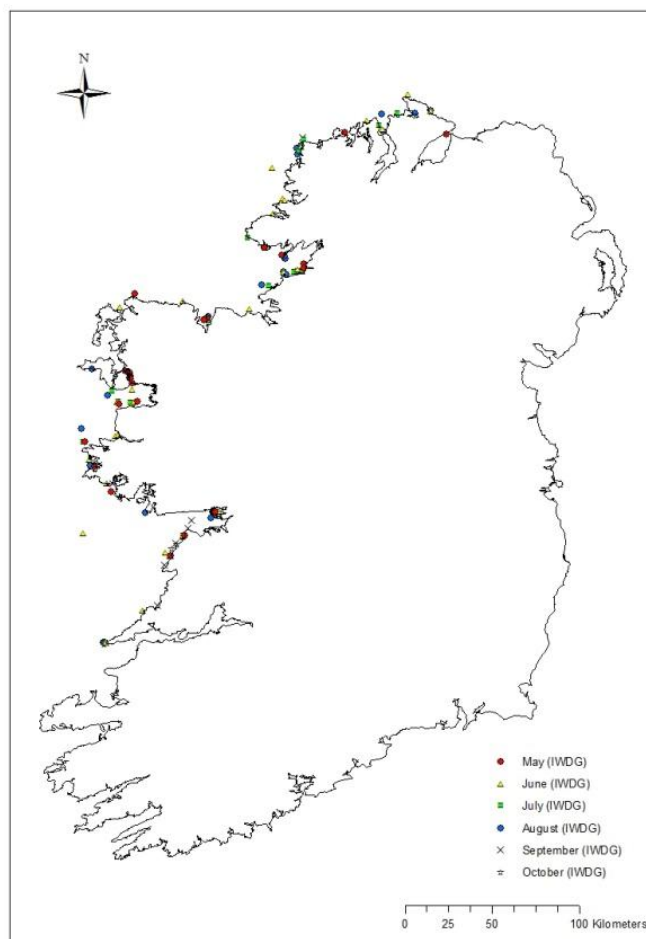 N
May (IWDG)
June (IWDG)
July (IWDG)
August (IWDG)
September (IWDG)
October (IWDG)
0 25 50 100 Kilometers